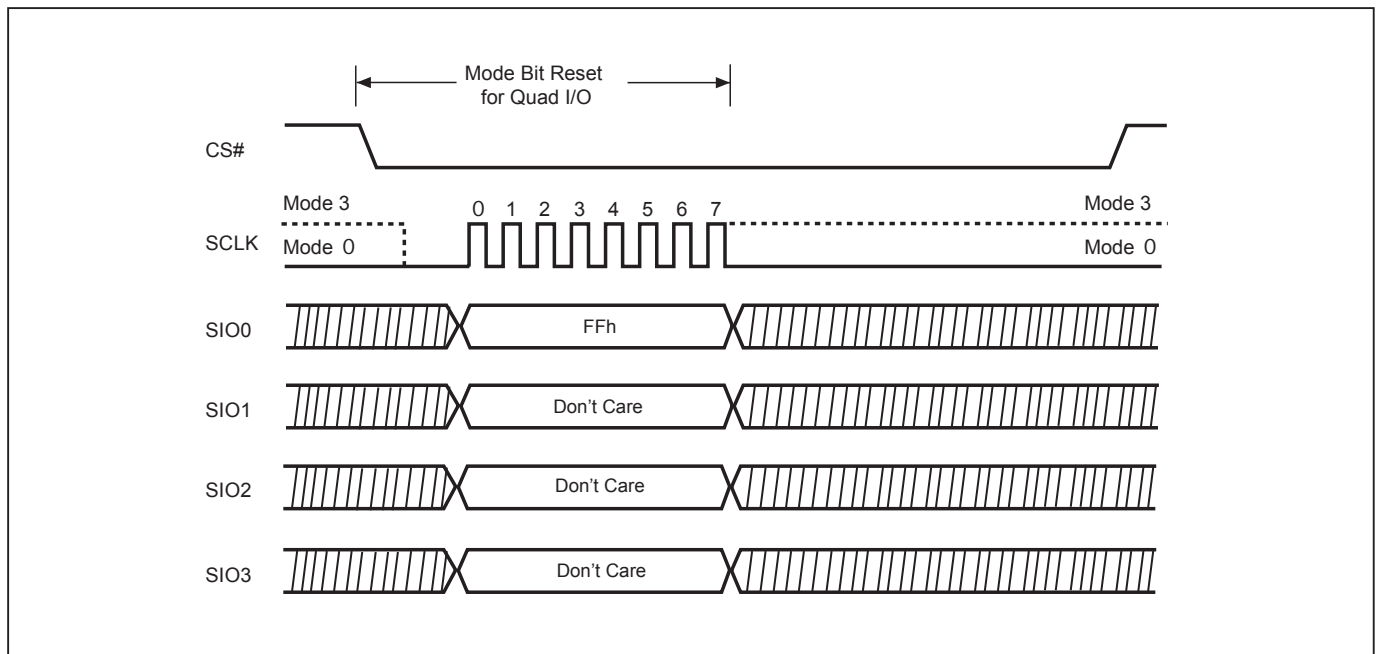 Mode Bit Reset
for Quad I/O
CS#
Mode 3
Mode 3
0 1 2 3 4 5 6 7
SCLK
Mode 0
Mode 0
SIO0
FFh
SIO1
Don't Care
SIO2
Don't Care
SIO3
Don't Care